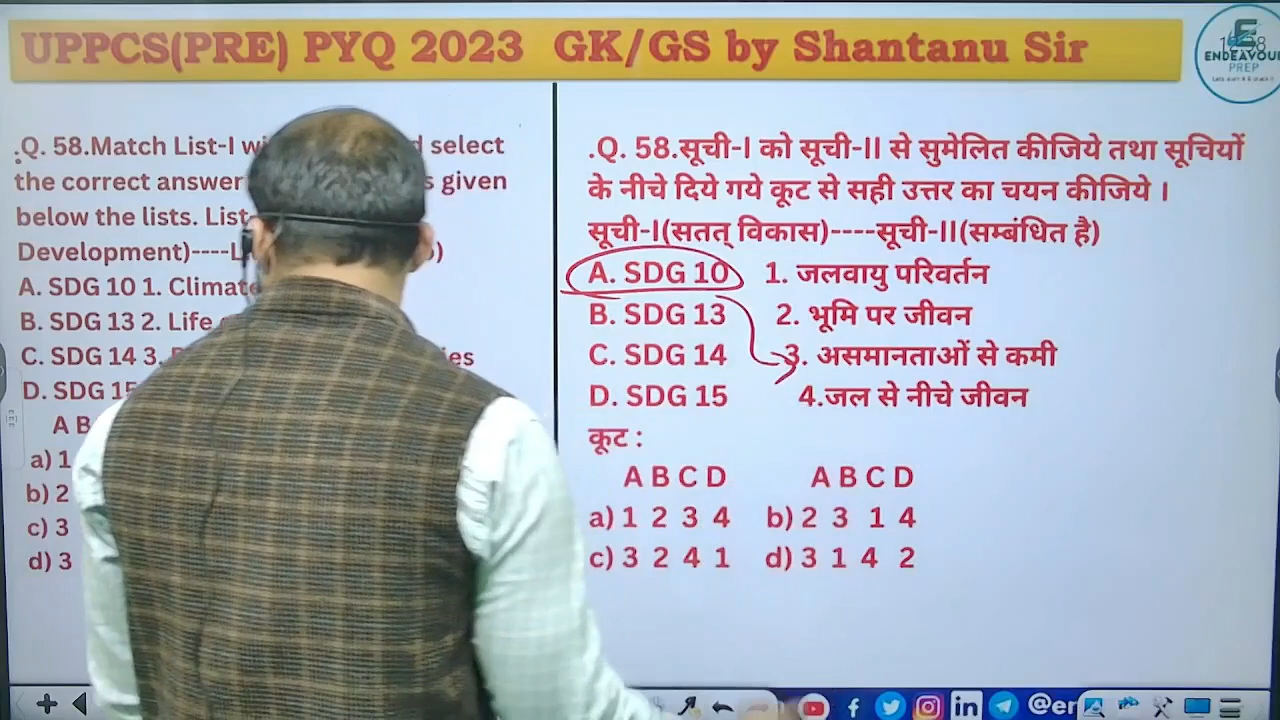 UPPCS(PRE) PYQ 2023 GK/GS by Shantanu Sir
ENDEAVOUR
PREP
.Q. 58.Match List-I select
the correct answer given
below the lists. List
Development)----
A. SDG 10 1. Climate
B. SDG 13 2. Life
C. SDG 14 3.
D. SDG 15
A B
a) 1
b) 2
c) 3
d) 3
.Q. 58.सूची-I को सूची-II से सुमेलित कीजिये तथा सूचियों
के नीचे दिये गये कूट से सही उत्तर का चयन कीजिये ।
सूची-I(सतत् विकास)----सूची-II(सम्बंधित है)
A. SDG 10 1. जलवायु परिवर्तन
B. SDG 13 2. भूमि पर जीवन
C. SDG 14 3. असमानताओं से कमी
D. SDG 15 4.जल से नीचे जीवन
कूट :
A B C D A B C D
a) 1 2 3 4 b) 2 3 1 4
c) 3 2 4 1 d) 3 1 4 2
@er